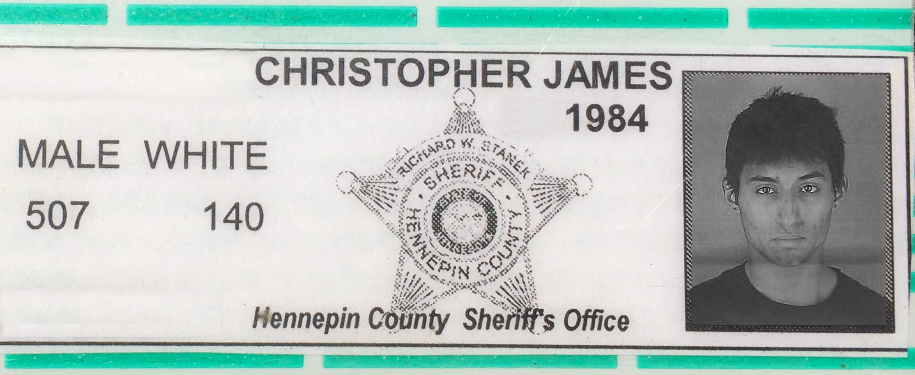 CHRISTOPHER JAMES
1984
MALE WHITE
507 140
RICHARD W. STANEK
SHERIFF
HENNEPIN COUNTY
Hennepin County Sheriff's Office